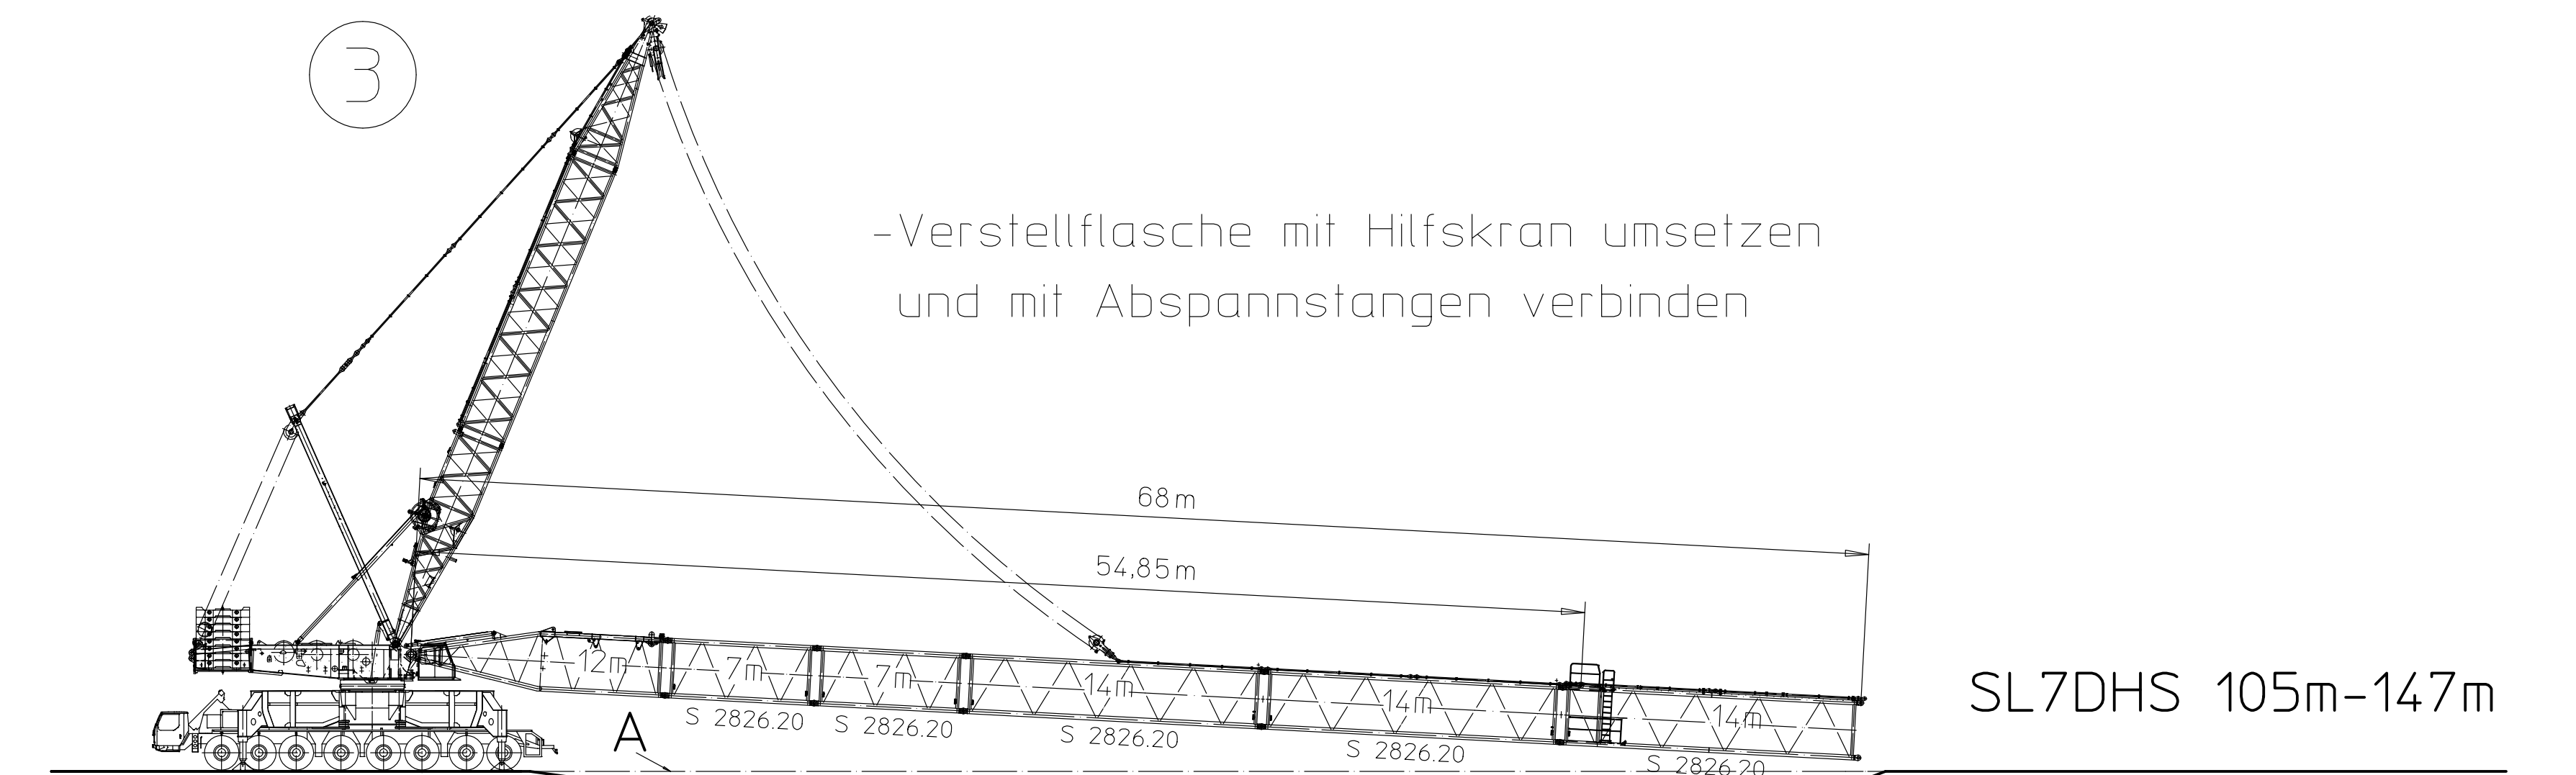 3
-Verstellflasche mit Hilfskran umsetzen
und mit Abspannstangen verbinden
68m
54,85m
12m
7m
7m
14m
14m
14m
S 2826.20
S 2826.20
S 2826.20
S 2826.20
S 2826.20
SL7DHS 105m-147m
A